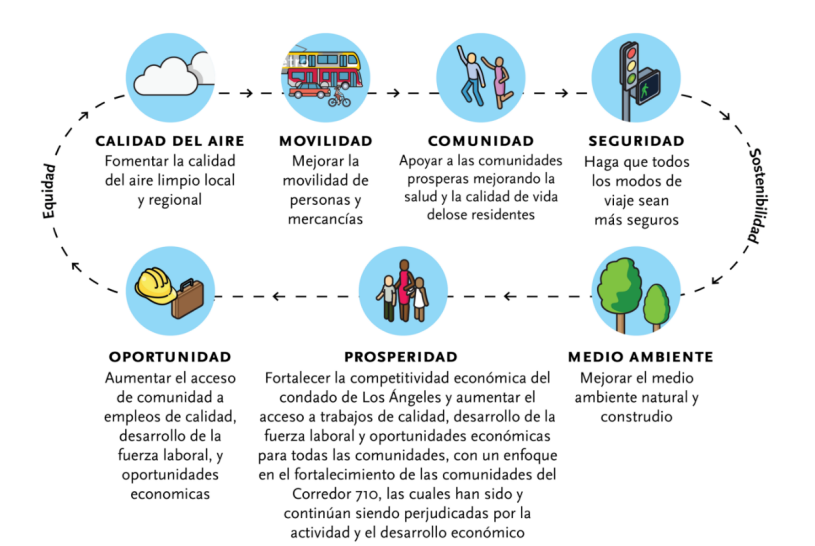 CALIDAD DEL AIRE
Fomentar la calidad
del aire limpio local
y regional
MOVILIDAD
Mejorar la
movilidad de
personas y
mercancías
COMUNIDAD
Apoyar a las comunidades
prosperas mejorando la
salud y la calidad de vida
delose residentes
SEGURIDAD
Haga que todos
los modos de
viaje sean
más seguros
Sostenibilidad
MEDIO AMBIENTE
Mejorar el medio
ambiente natural y
construdio
PROSPERIDAD
Fortalecer la competitividad económica del
condado de Los Ángeles y aumentar el
acceso a trabajos de calidad, desarrollo de la
fuerza laboral y oportunidades económicas
para todas las comunidades, con un enfoque
en el fortalecimiento de las comunidades del
Corredor 710, las cuales han sido y
continúan siendo perjudicadas por la
actividad y el desarrollo económico
OPORTUNIDAD
Aumentar el acceso
de comunidad a
empleos de calidad,
desarrollo de la
fuerza laboral, y
oportunidades
economicas
Equidad